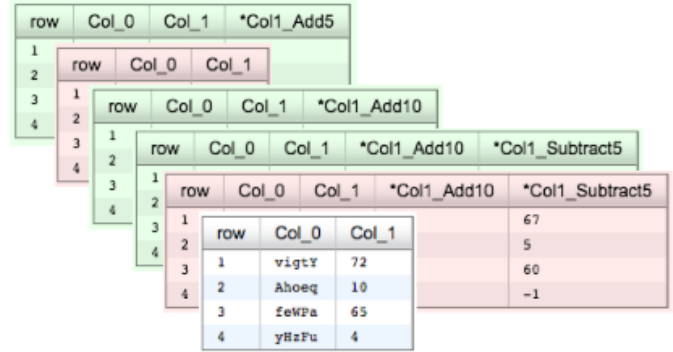 row Col_0 Col_1 *Col1_Add5
1
2
3
4
row Col_0 Col_1
1
2
3
4
row Col_0 Col_1 *Col1_Add10
1
2
3
4
row Col_0 Col_1 *Col1_Add10 *Col1_Subtract5
1
2
3
4
row Col_0 Col_1 *Col1_Add10 *Col1_Subtract5
1 67
2 5
3 60
4 -1
row Col_0 Col_1
1 vigtY 72
2 Ahoeq 10
3 feWPa 65
4 yHzFu 4